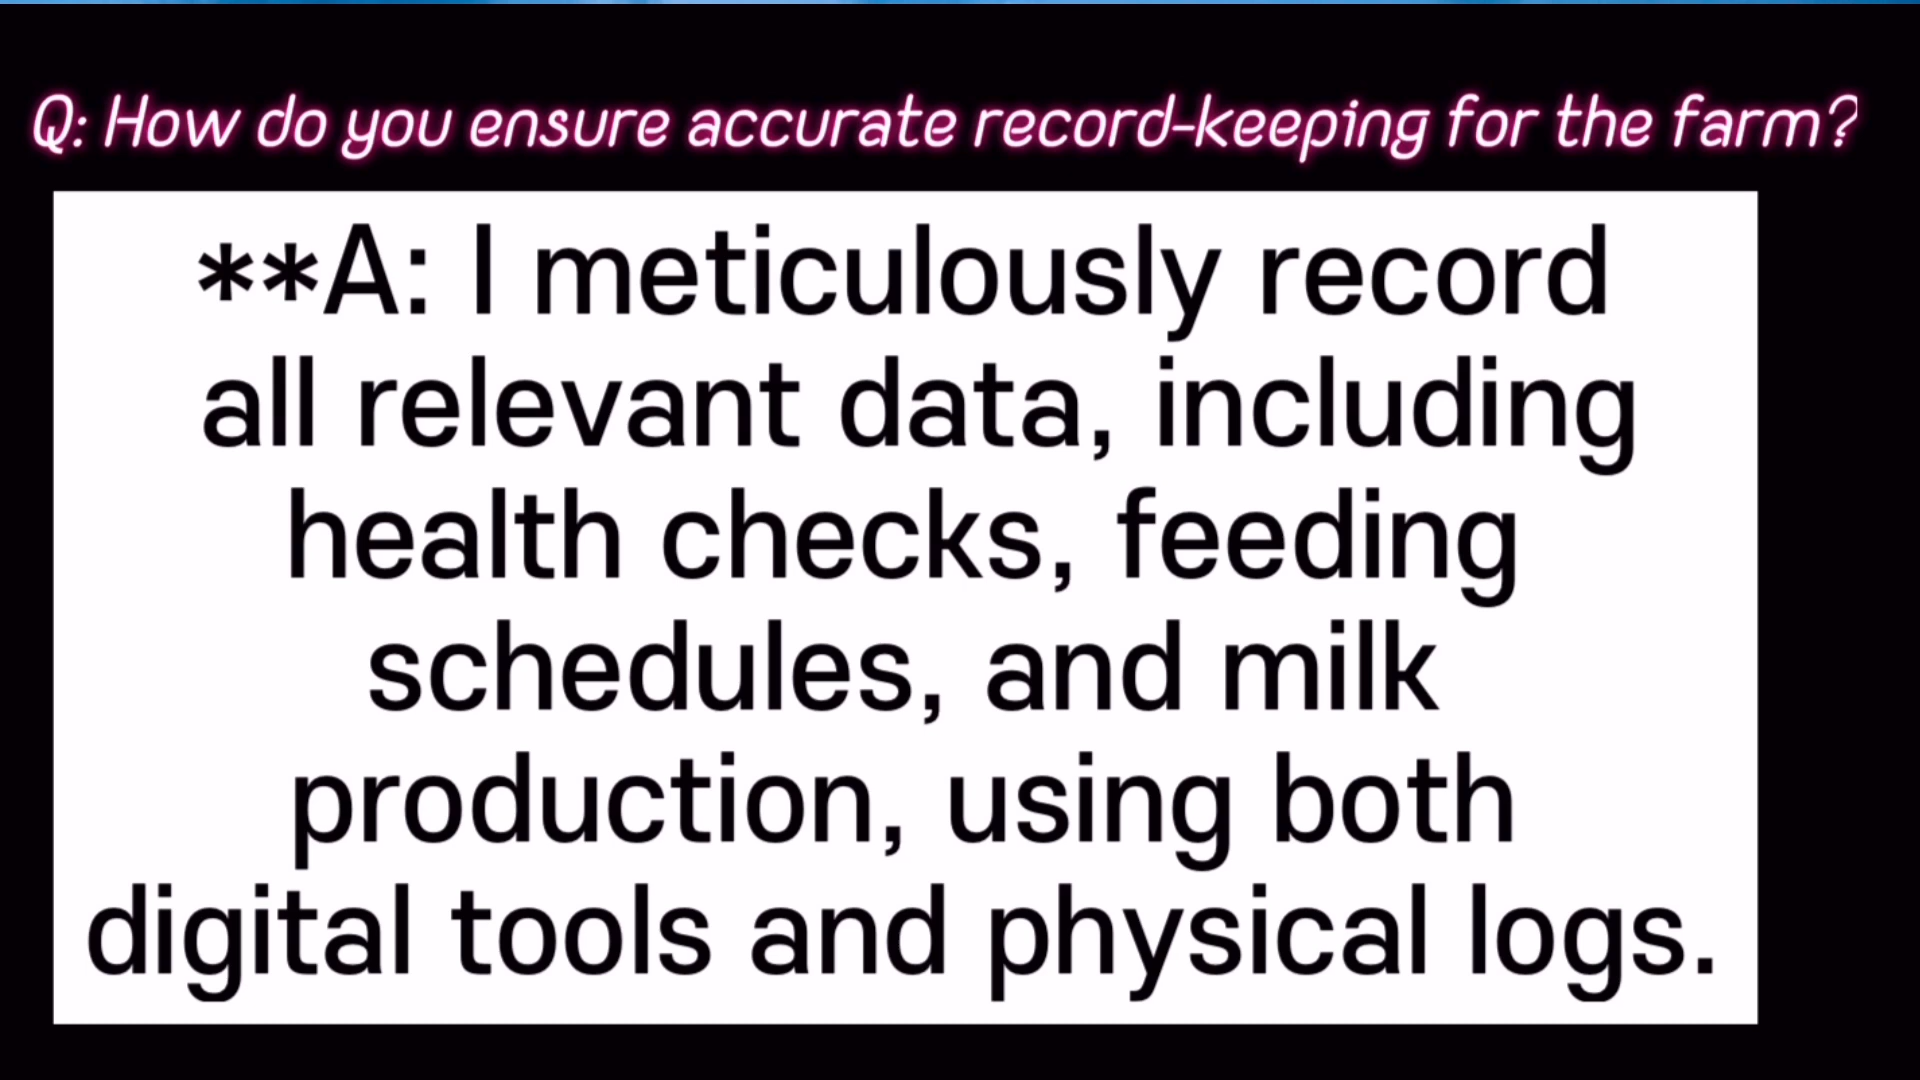 Q: How do you ensure accurate record-keeping for the farm?
**A: I meticulously record
all relevant data, including
health checks, feeding
schedules, and milk
production, using both
digital tools and physical logs.